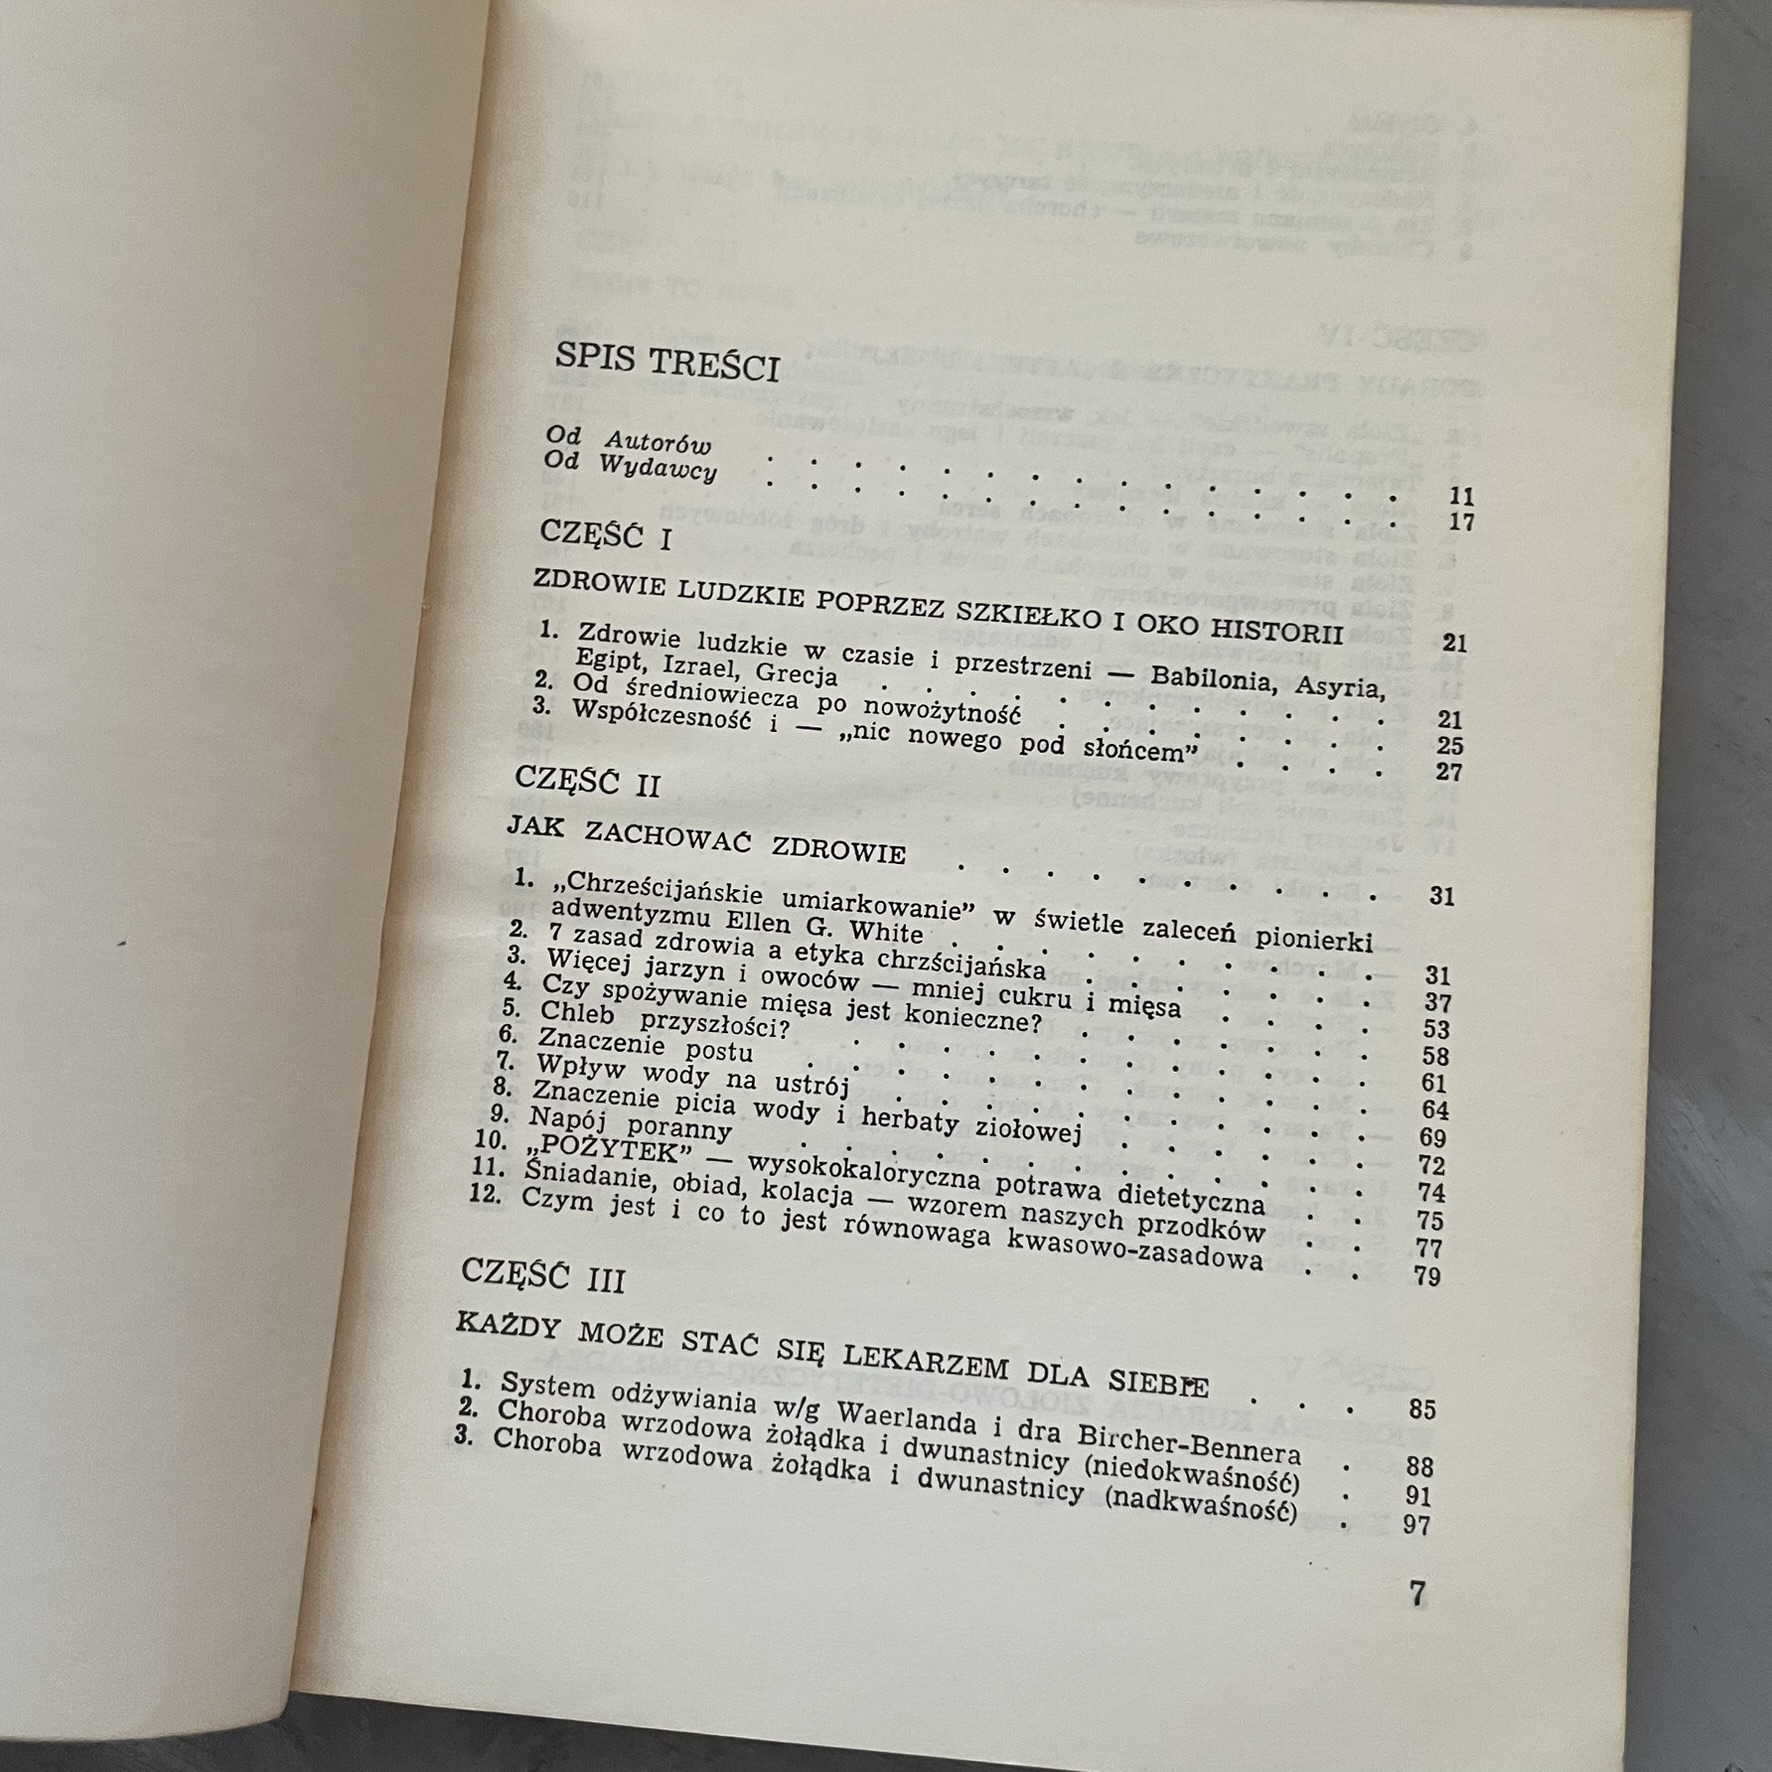 SPIS TREŚCI
Od Autorów . . . . . . . . . . . . . . . 11
Od Wydawcy . . . . . . . . . . . . . . . 17
CZĘŚĆ I
ZDROWIE LUDZKIE POPRZEZ SZKIEŁKO I OKO HISTORII 21
1. Zdrowie ludzkie w czasie i przestrzeni — Babilonia, Asyria,
Egipt, Izrael, Grecja . . . . . . . . . . . . 21
2. Od średniowiecza po nowożytność . . . . . . . . 25
3. Współczesność i — „nic nowego pod słońcem” . . . . 27
CZĘŚĆ II
JAK ZACHOWAĆ ZDROWIE . . . . . . . . . . 31
1. „Chrześcijańskie umiarkowanie” w świetle zaleceń pionierki
adwentyzmu Ellen G. White . . . . . . . . . . 31
2. 7 zasad zdrowia a etyka chrzścijańska . . . . . . . 37
3. Więcej jarzyn i owoców — mniej cukru i mięsa . . . . 53
4. Czy spożywanie mięsa jest konieczne? . . . . . . . 58
5. Chleb przyszłości? . . . . . . . . . . . . 61
6. Znaczenie postu . . . . . . . . . . . . . 64
7. Wpływ wody na ustrój . . . . . . . . . . . 69
8. Znaczenie picia wody i herbaty ziołowej . . . . . . 72
9. Napój poranny . . . . . . . . . . . . . 74
10. „POŻYTEK” — wysokokaloryczna potrawa dietetyczna . . 75
11. Śniadanie, obiad, kolacja — wzorem naszych przodków . . 77
12. Czym jest i co to jest równowaga kwasowo-zasadowa . . 79
CZĘŚĆ III
KAŻDY MOŻE STAĆ SIĘ LEKARZEM DLA SIEBIE . . . 85
1. System odżywiania w/g Waerlanda i dra Bircher-Bennera . 88
2. Choroba wrzodowa żołądka i dwunastnicy (niedokwaśność) . 91
3. Choroba wrzodowa żołądka i dwunastnicy (nadkwaśność) . 97
7